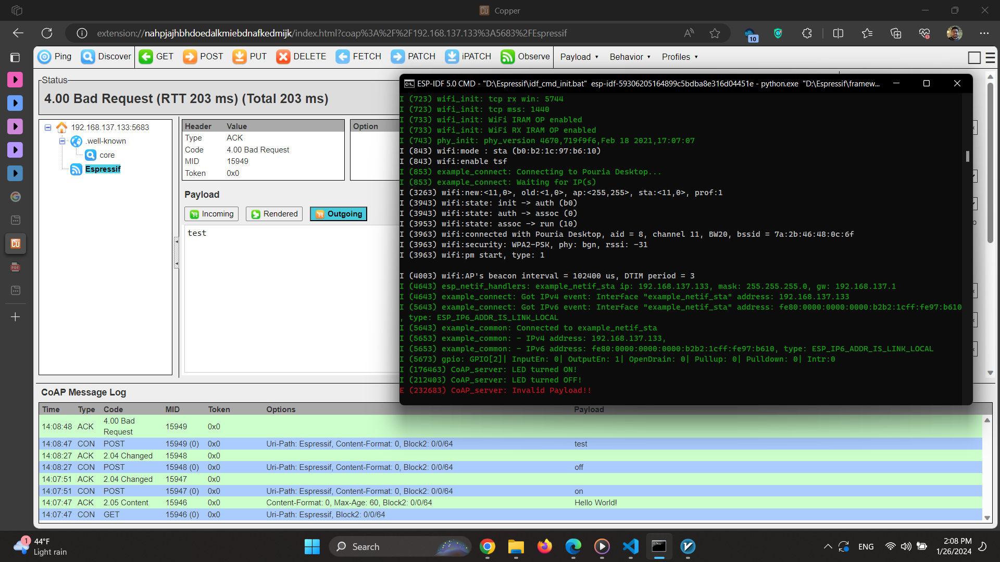 Copper
extension://nahpjajhbhdoedalkmiebdnafkedmijk/index.html?coap%3A%2F%2F192.168.137.133%3A5683%2FEspressif
10
Ping Discover GET POST PUT DELETE FETCH PATCH iPATCH Observe Payload Behavior Profiles
Status
4.00 Bad Request (RTT 203 ms) (Total 203 ms)
192.168.137.133:5683
.well-known
core
Espressif
Header Value
Type ACK
Code 4.00 Bad Request
MID 15949
Token 0x0
Option
Payload
Incoming Rendered Outgoing
test
ESP-IDF 5.0 CMD - "D:\Espressif\idf_cmd_init.bat" esp-idf-59306205164899c5bdba8e316d04451e - python.exe "D:\Espressif\framew...
I (723) wifi_init: tcp rx win: 5744
I (723) wifi_init: tcp mss: 1440
I (733) wifi_init: WiFi IRAM OP enabled
I (733) wifi_init: WiFi RX IRAM OP enabled
I (743) phy_init: phy_version 4670,719f9f6,Feb 18 2021,17:07:07
I (843) wifi:mode : sta (b0:b2:1c:97:b6:10)
I (843) wifi:enable tsf
I (853) example_connect: Connecting to Pouria Desktop...
I (853) example_connect: Waiting for IP(s)
I (3263) wifi:new:<11,0>, old:<1,0>, ap:<255,255>, sta:<11,0>, prof:1
I (3943) wifi:state: init -> auth (b0)
I (3943) wifi:state: auth -> assoc (0)
I (3953) wifi:state: assoc -> run (10)
I (3963) wifi:connected with Pouria Desktop, aid = 8, channel 11, BW20, bssid = 7a:2b:46:48:0c:6f
I (3963) wifi:security: WPA2-PSK, phy: bgn, rssi: -31
I (3963) wifi:pm start, type: 1
I (4003) wifi:AP's beacon interval = 102400 us, DTIM period = 3
I (4643) esp_netif_handlers: example_netif_sta ip: 192.168.137.133, mask: 255.255.255.0, gw: 192.168.137.1
I (4643) example_connect: Got IPv4 event: Interface "example_netif_sta" address: 192.168.137.133
I (5643) example_connect: Got IPv6 event: Interface "example_netif_sta" address: fe80:0000:0000:0000:b2b2:1cff:fe97:b610
, type: ESP_IP6_ADDR_IS_LINK_LOCAL
I (5643) example_common: Connected to example_netif_sta
I (5653) example_common: - IPv4 address: 192.168.137.133,
I (5653) example_common: - IPv6 address: fe80:0000:0000:0000:b2b2:1cff:fe97:b610, type: ESP_IP6_ADDR_IS_LINK_LOCAL
I (5673) gpio: GPIO[2]| InputEn: 0| OutputEn: 1| OpenDrain: 0| Pullup: 0| Pulldown: 0| Intr:0
I (176463) CoAP_server: LED turned ON!
I (212403) CoAP_server: LED turned OFF!
E (232683) CoAP_server: Invalid Payload!!
CoAP Message Log
Time Type Code MID Token Options Payload
14:08:48 ACK 4.00 Bad Request 15949 0x0
14:08:47 CON POST 15949 (0) 0x0 Uri-Path: Espressif, Content-Format: 0, Block2: 0/0/64 test
14:08:27 ACK 2.04 Changed 15948 0x0
14:08:27 CON POST 15948 (0) 0x0 Uri-Path: Espressif, Content-Format: 0, Block2: 0/0/64 off
14:07:51 ACK 2.04 Changed 15947 0x0
14:07:51 CON POST 15947 (0) 0x0 Uri-Path: Espressif, Content-Format: 0, Block2: 0/0/64 on
14:07:47 ACK 2.05 Content 15946 0x0 Content-Format: 0, Max-Age: 60, Block2: 0/0/64 Hello World!
14:07:47 CON GET 15946 (0) 0x0 Uri-Path: Espressif, Block2: 0/0/64
1
44°F
Light rain
Search
ENG
2:08 PM
1/26/2024